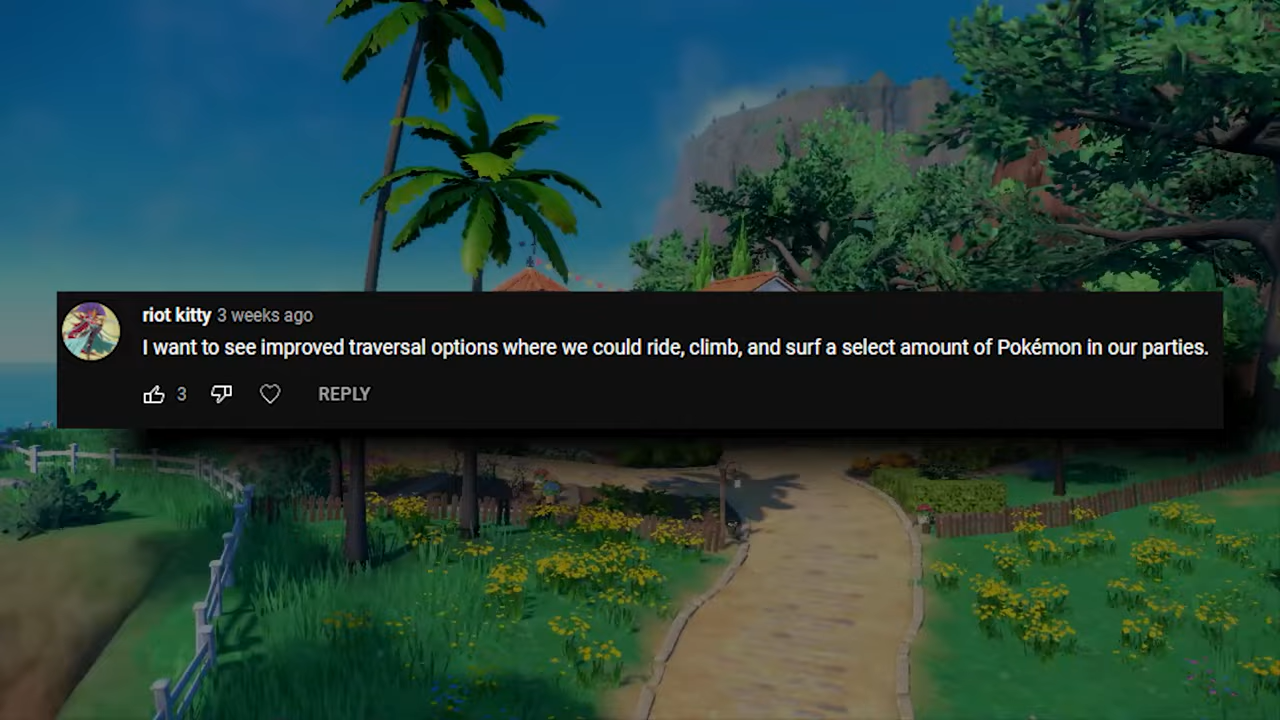 riot kitty 3 weeks ago
I want to see improved traversal options where we could ride, climb, and surf a select amount of Pokémon in our parties.
3 REPLY